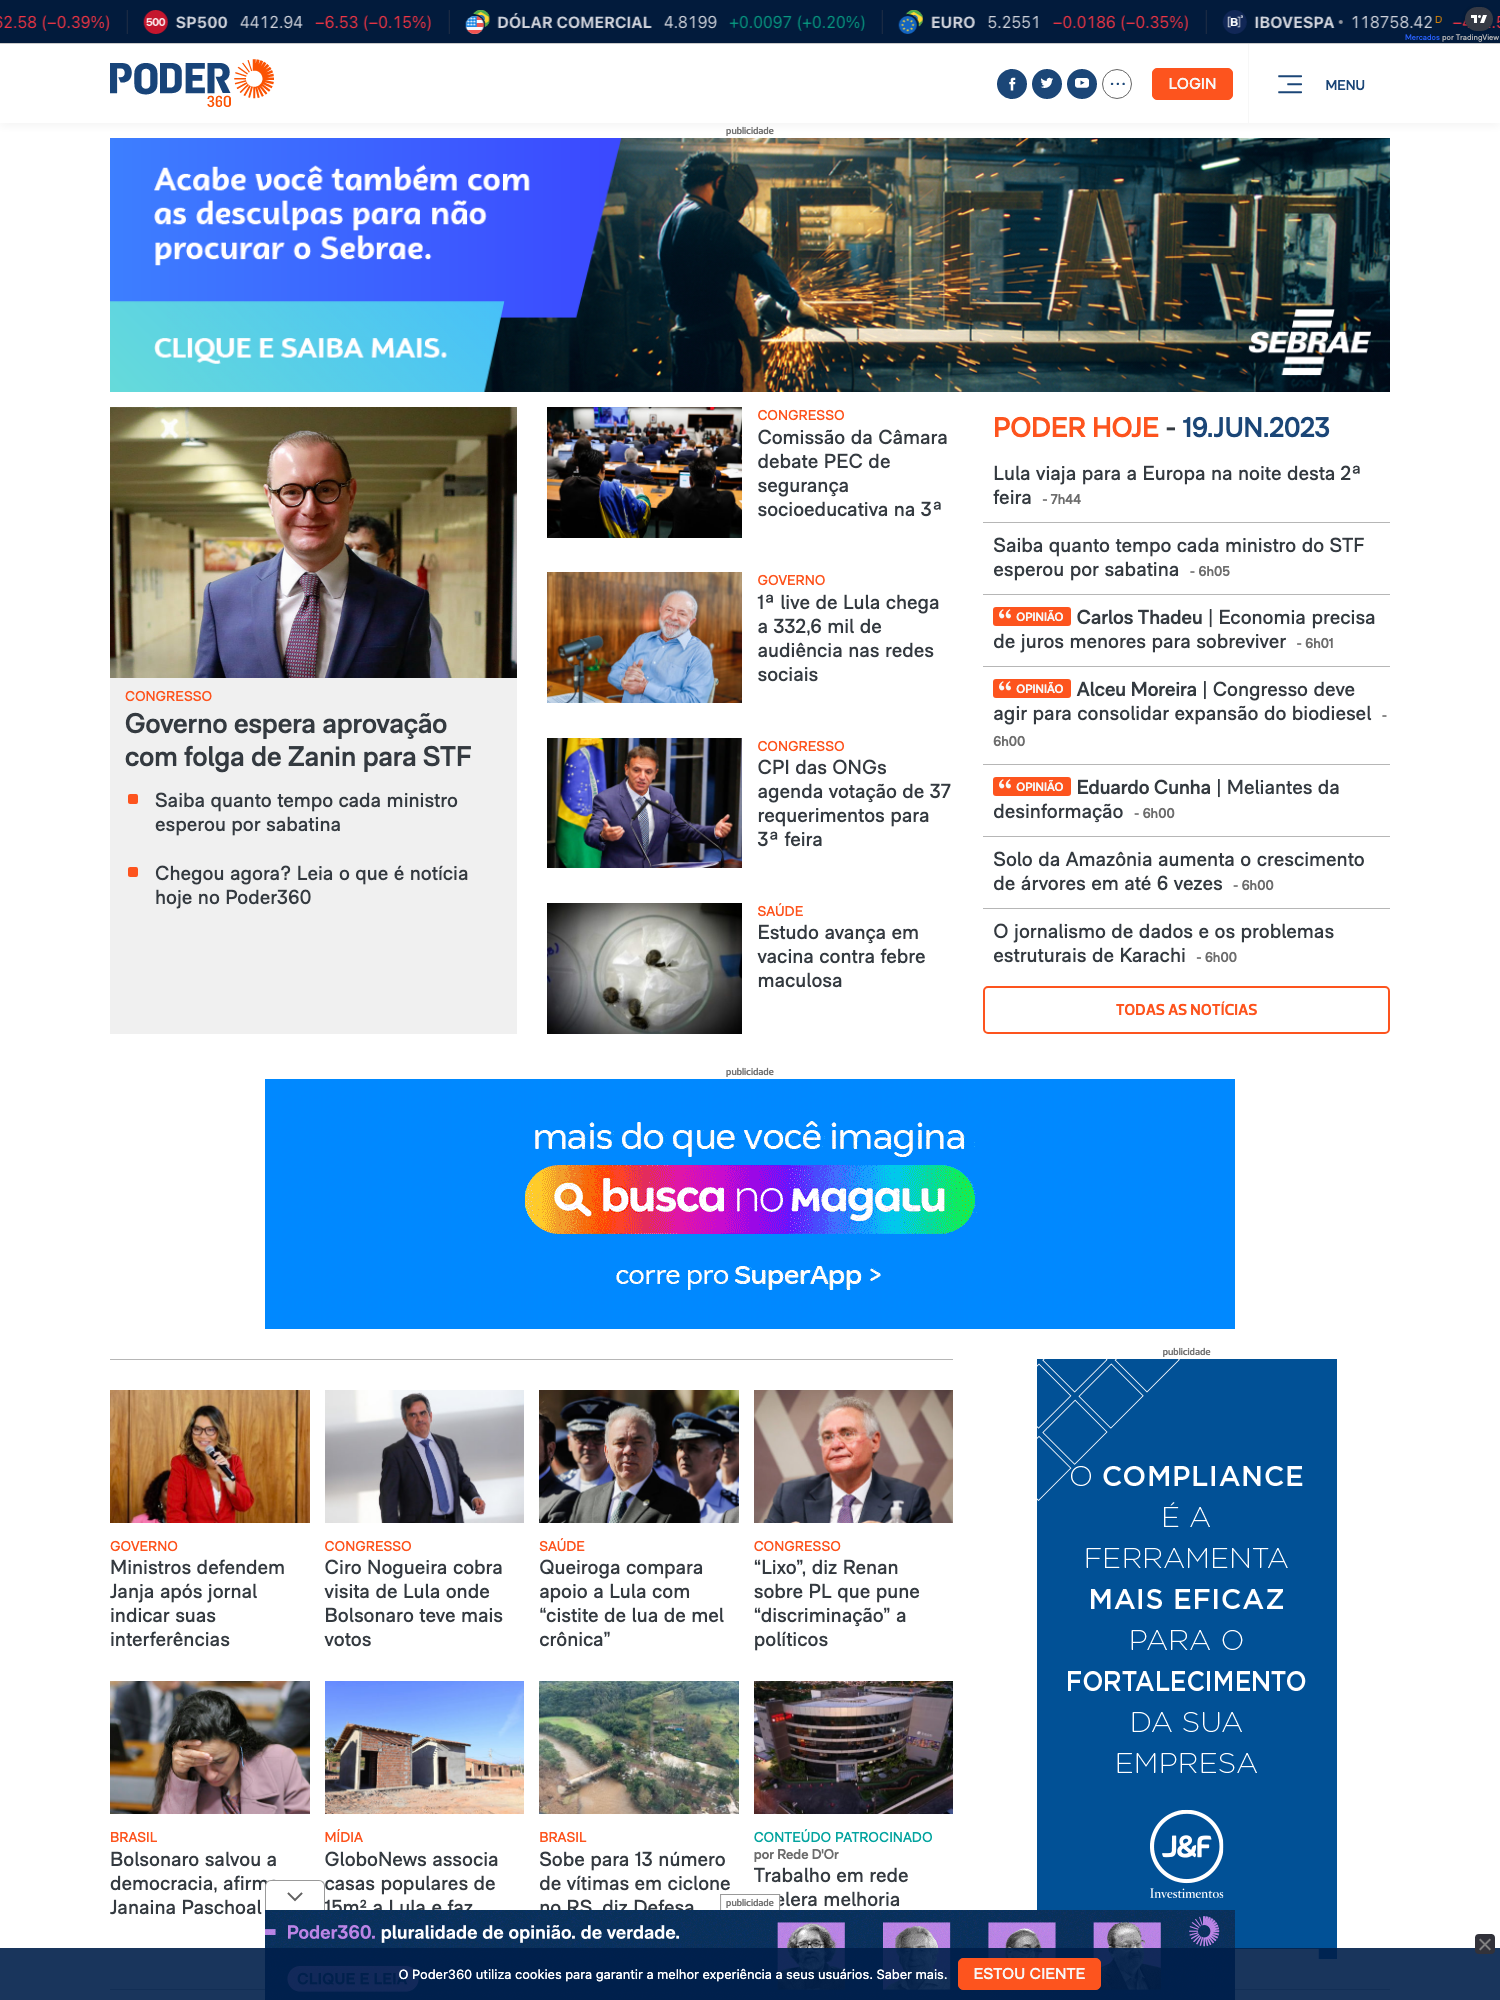 62.58 (−0.39%)
500 SP500 4412.94 −6.53 (−0.15%)
DÓLAR COMERCIAL 4.8199 +0.0097 (+0.20%)
EURO 5.2551 −0.0186 (−0.35%)
IBOVESPA 118758.42 D
Mercados por TradingView
PODER
360
LOGIN
MENU
publicidade
Acabe você também com
as desculpas para não
procurar o Sebrae.
CLIQUE E SAIBA MAIS.
SEBRAE
CONGRESSO
Governo espera aprovação
com folga de Zanin para STF
Saiba quanto tempo cada ministro
esperou por sabatina
Chegou agora? Leia o que é notícia
hoje no Poder360
CONGRESSO
Comissão da Câmara
debate PEC de
segurança
socioeducativa na 3ª
GOVERNO
1ª live de Lula chega
a 332,6 mil de
audiência nas redes
sociais
CONGRESSO
CPI das ONGs
agenda votação de 37
requerimentos para
3ª feira
SAÚDE
Estudo avança em
vacina contra febre
maculosa
PODER HOJE - 19.JUN.2023
Lula viaja para a Europa na noite desta 2ª
feira - 7h44
Saiba quanto tempo cada ministro do STF
esperou por sabatina - 6h05
“ OPINIÃO Carlos Thadeu | Economia precisa
de juros menores para sobreviver - 6h01
“ OPINIÃO Alceu Moreira | Congresso deve
agir para consolidar expansão do biodiesel -
6h00
“ OPINIÃO Eduardo Cunha | Meliantes da
desinformação - 6h00
Solo da Amazônia aumenta o crescimento
de árvores em até 6 vezes - 6h00
O jornalismo de dados e os problemas
estruturais de Karachi - 6h00
TODAS AS NOTÍCIAS
publicidade
mais do que você imagina
busca no magalu
corre pro SuperApp >
publicidade
O COMPLIANCE
É A
FERRAMENTA
MAIS EFICAZ
PARA O
FORTALECIMENTO
DA SUA
EMPRESA
J&F
Investimentos
GOVERNO
Ministros defendem
Janja após jornal
indicar suas
interferências
CONGRESSO
Ciro Nogueira cobra
visita de Lula onde
Bolsonaro teve mais
votos
SAÚDE
Queiroga compara
apoio a Lula com
“cistite de lua de mel
crônica”
CONGRESSO
“Lixo”, diz Renan
sobre PL que pune
“discriminação” a
políticos
BRASIL
Bolsonaro salvou a
democracia, afirm
Janaina Paschoal
MÍDIA
GloboNews associa
casas populares de
15m² a Lula e faz
BRASIL
Sobe para 13 número
de vítimas em ciclone
no RS, diz Defesa
CONTEÚDO PATROCINADO
por Rede D'Or
Trabalho em rede
elera melhoria
publicidade
Poder360. pluralidade de opinião. de verdade.
CLIQUE E LEIA
O Poder360 utiliza cookies para garantir a melhor experiência a seus usuários. Saber mais.
ESTOU CIENTE